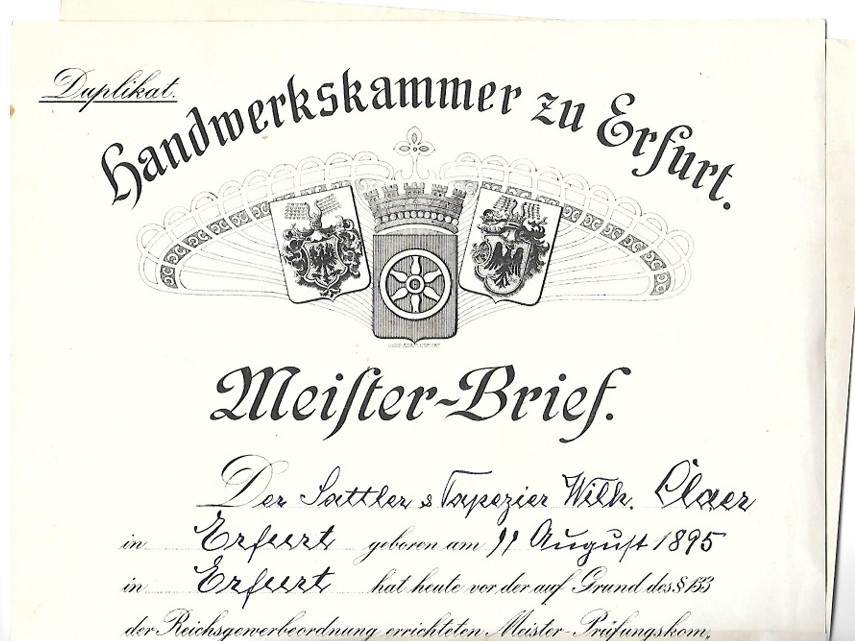 Duplikat.
Handwerkskammer zu Erfurt.
Meister-Brief.
Der Sattler & Tapezier Wilh. Claer
in Erfurt geboren am 11 August 1895
in Erfurt hat heute vor der auf Grund des § 133
der Reichsgewerbeordnung errichteten Meister-Prüfungskom,